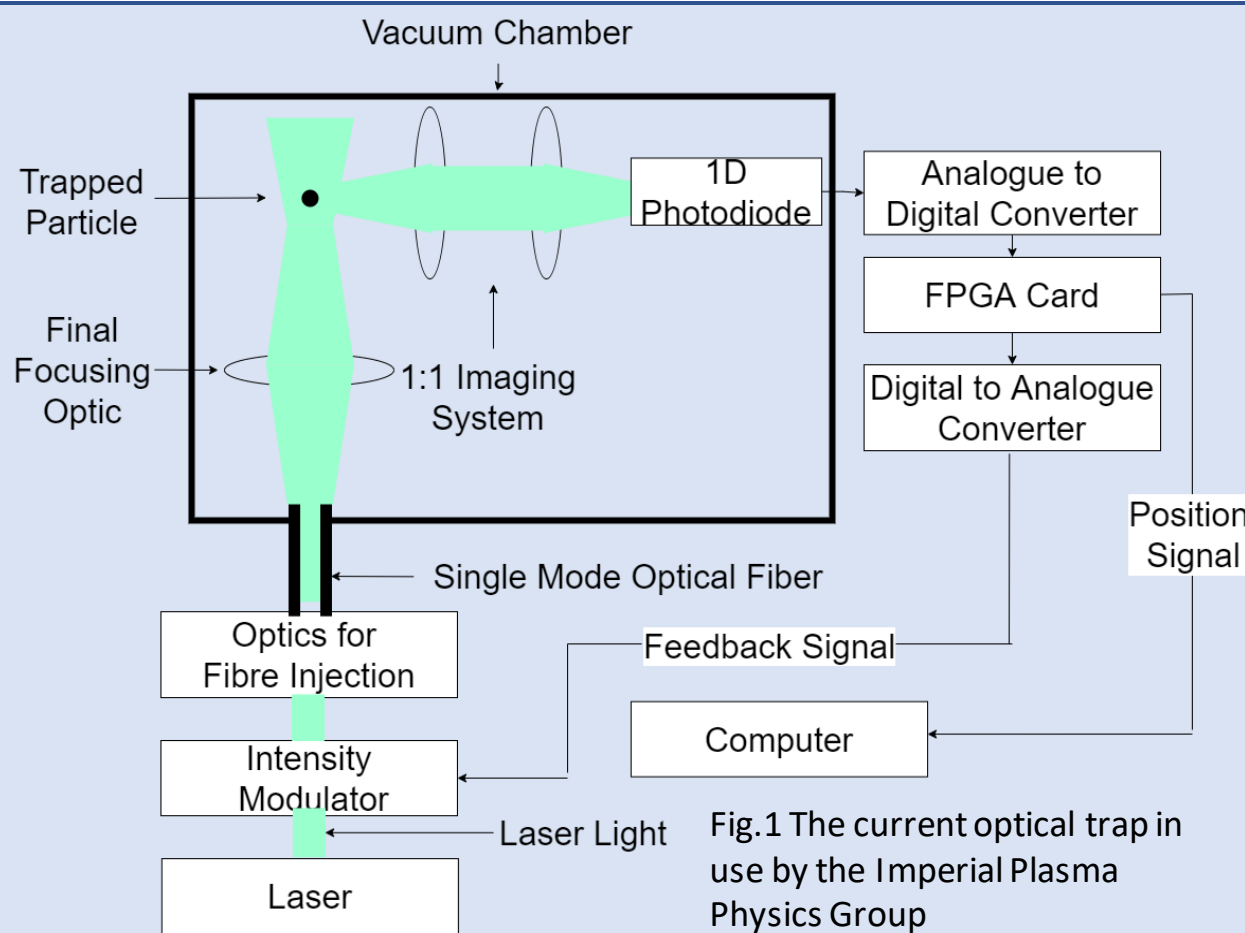 Vacuum Chamber
Trapped
Particle
1D
Photodiode
Analogue to
Digital Converter
FPGA Card
Final
Focusing
Optic
1:1 Imaging
System
Digital to Analogue
Converter
Position
Signal
Single Mode Optical Fiber
Optics for
Fibre Injection
Feedback Signal
Computer
Intensity
Modulator
Laser Light
Laser
Fig.1 The current optical trap in
use by the Imperial Plasma
Physics Group